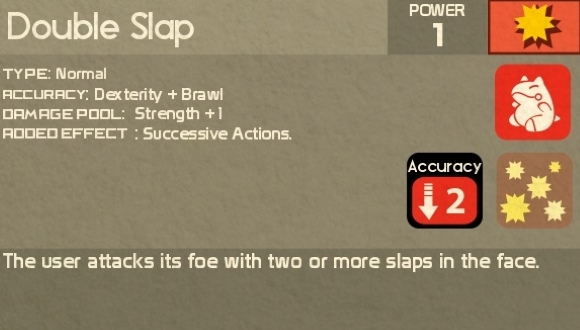 Double Slap
POWER
1
TYPE: Normal
ACCURACY: Dexterity + Brawl
DAMAGE POOL: Strength +1
ADDED EFFECT : Successive Actions.
Accuracy
2
The user attacks its foe with two or more slaps in the face.